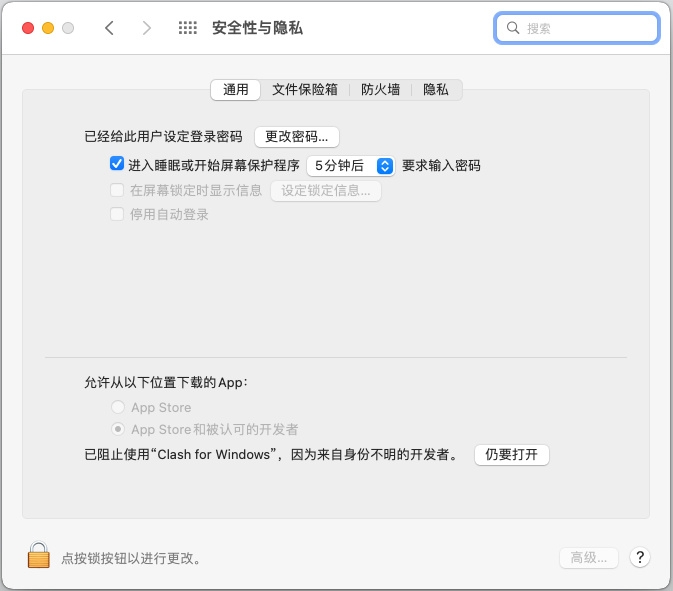 安全性与隐私
搜索
通用 文件保险箱 防火墙 隐私
已经给此用户设定登录密码 更改密码...
进入睡眠或开始屏幕保护程序 5分钟后 要求输入密码
在屏幕锁定时显示信息 设定锁定信息...
停用自动登录
允许从以下位置下载的App：
App Store
App Store和被认可的开发者
已阻止使用“Clash for Windows”，因为来自身份不明的开发者。 仍要打开
点按锁按钮以进行更改。
高级... ?